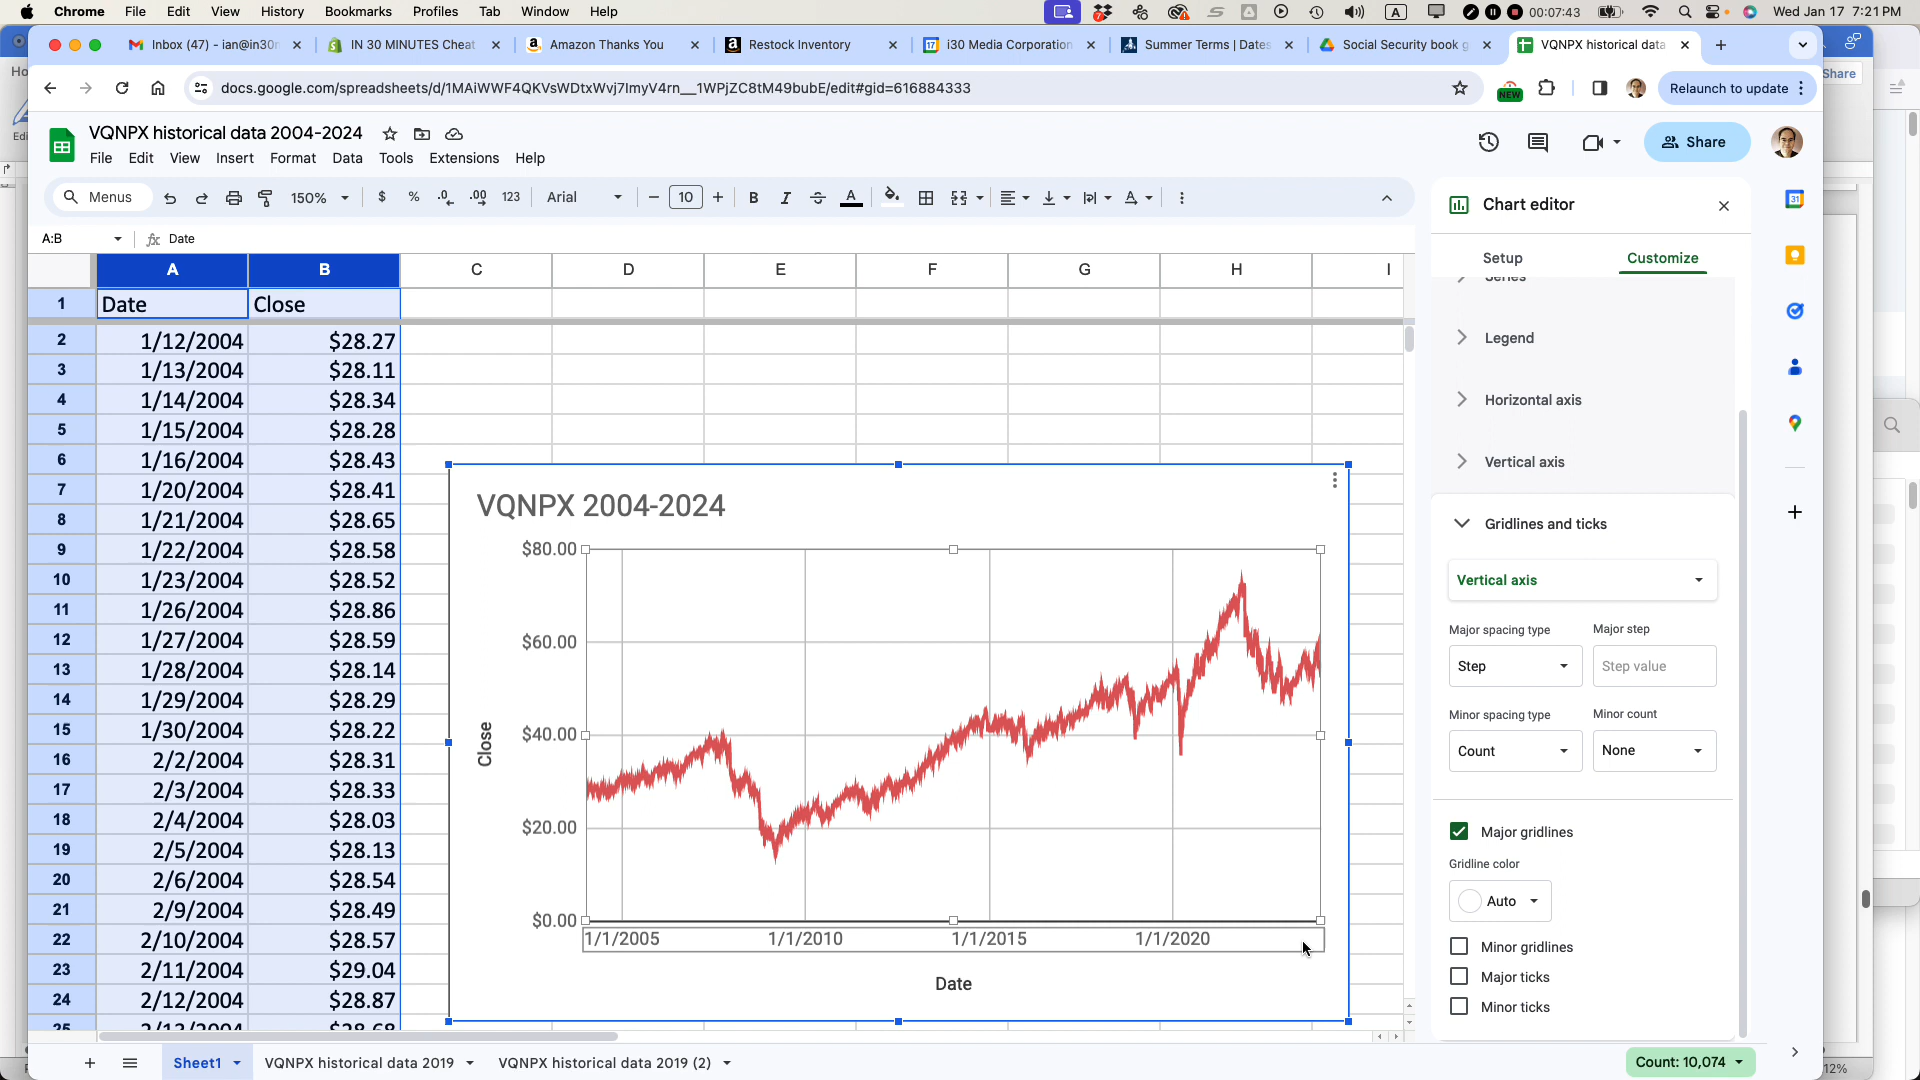 Chrome File Edit View History Bookmarks Profiles Tab Window Help
A 00:07:43 Wed Jan 17 7:21 PM
Inbox (47) - ian@in30
IN 30 MINUTES Cheat
Amazon Thank You
Restock Inventory
i30 Media Corporation
Summer Terms | Dates
Social Security book g
VQNPX historical data
docs.google.com/spreadsheets/d/1MAiWWF4QKVsWDtxWvj7lmyV4rn__1WPjZC8tM49bubE/edit#gid=616884333
NEW
Relaunch to update
Share
VQNPX historical data 2004-2024
File Edit View Insert Format Data Tools Extensions Help
Share
Menus 150% $ % .0 .00 123 Arial 10 B I S A
A:B fx Date
A B C D E F G H I
1 Date Close
2 1/12/2004 $28.27
3 1/13/2004 $28.11
4 1/14/2004 $28.34
5 1/15/2004 $28.28
6 1/16/2004 $28.43
7 1/20/2004 $28.41
8 1/21/2004 $28.65
9 1/22/2004 $28.58
10 1/23/2004 $28.52
11 1/26/2004 $28.86
12 1/27/2004 $28.59
13 1/28/2004 $28.14
14 1/29/2004 $28.29
15 1/30/2004 $28.22
16 2/2/2004 $28.31
17 2/3/2004 $28.33
18 2/4/2004 $28.03
19 2/5/2004 $28.13
20 2/6/2004 $28.54
21 2/9/2004 $28.49
22 2/10/2004 $28.57
23 2/11/2004 $29.04
24 2/12/2004 $28.87
25 2/13/2004 $28.68
VQNPX 2004-2024
$80.00
$60.00
$40.00
$20.00
$0.00
Close
1/1/2005 1/1/2010 1/1/2015 1/1/2020
Date
Chart editor
Setup Customize
Series
Legend
Horizontal axis
Vertical axis
Gridlines and ticks
Vertical axis
Major spacing type Major step
Step Step value
Minor spacing type Minor count
Count None
Major gridlines
Gridline color
Auto
Minor gridlines
Major ticks
Minor ticks
31
Sheet1 VQNPX historical data 2019 VQNPX historical data 2019 (2)
Count: 10,074
12%